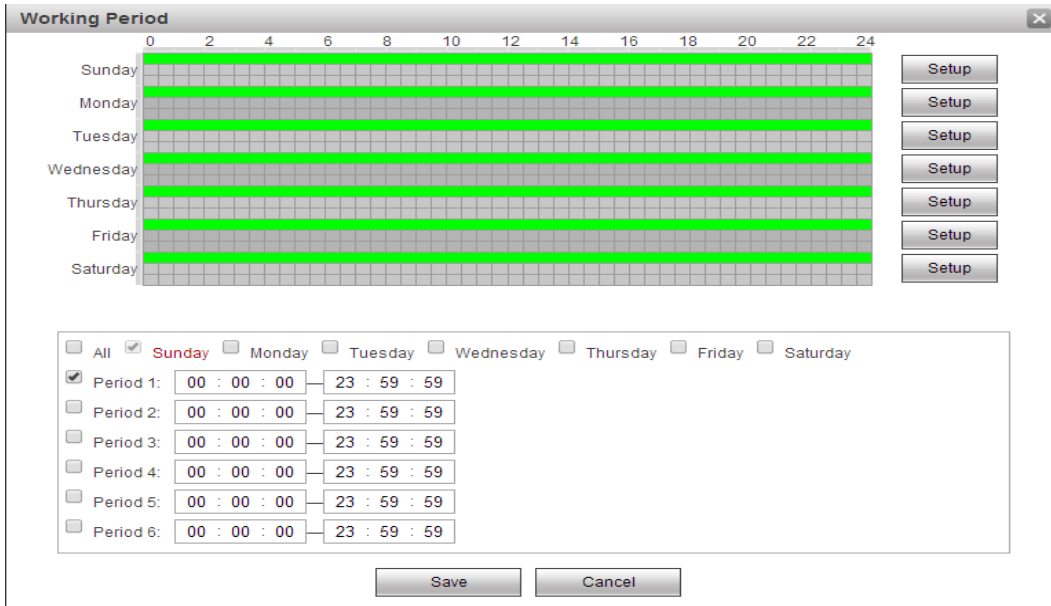 Working Period
0 2 4 6 8 10 12 14 16 18 20 22 24
Sunday Setup
Monday Setup
Tuesday Setup
Wednesday Setup
Thursday Setup
Friday Setup
Saturday Setup
All Sunday Monday Tuesday Wednesday Thursday Friday Saturday
Period 1: 00 : 00 : 00 — 23 : 59 : 59
Period 2: 00 : 00 : 00 — 23 : 59 : 59
Period 3: 00 : 00 : 00 — 23 : 59 : 59
Period 4: 00 : 00 : 00 — 23 : 59 : 59
Period 5: 00 : 00 : 00 — 23 : 59 : 59
Period 6: 00 : 00 : 00 — 23 : 59 : 59
Save Cancel